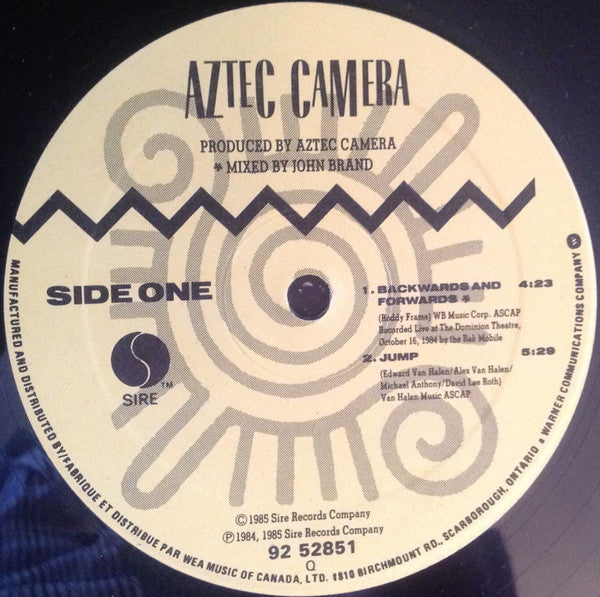 AZTEC CAMERA
PRODUCED BY AZTEC CAMERA
* MIXED BY JOHN BRAND
SIDE ONE
S
SIRE ™
1. BACKWARDS AND FORWARDS * 4:23
(Roddy Frame) WB Music Corp. ASCAP
Recorded Live at The Dominion Theatre,
October 16, 1984 by the Rak Mobile
2. JUMP 5:29
(Edward Van Halen/Alex Van Halen/
Michael Anthony/David Lee Roth)
Van Halen Music ASCAP
© 1985 Sire Records Company
℗ 1984, 1985 Sire Records Company
92 52851
Q
MANUFACTURED AND DISTRIBUTED BY/FABRIQUE ET DISTRIBUE PAR WEA MUSIC OF CANADA, LTD. 1810 BIRCHMOUNT RD., SCARBOROUGH, ONTARIO a WARNER COMMUNICATIONS COMPANY